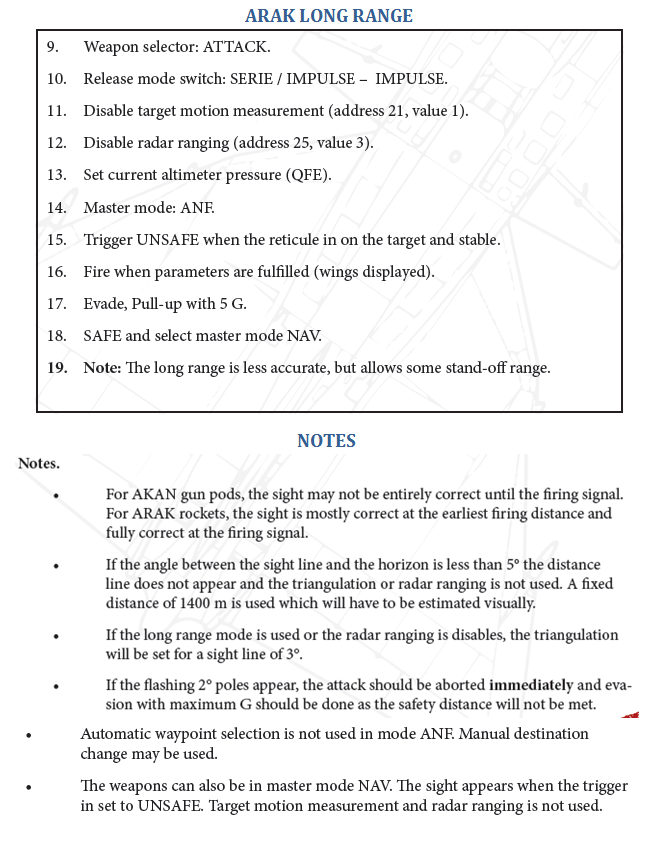 ARAK LONG RANGE
9. Weapon selector: ATTACK.
10. Release mode switch: SERIE / IMPULSE – IMPULSE.
11. Disable target motion measurement (address 21, value 1).
12. Disable radar ranging (address 25, value 3).
13. Set current altimeter pressure (QFE).
14. Master mode: ANF.
15. Trigger UNSAFE when the reticule in on the target and stable.
16. Fire when parameters are fulfilled (wings displayed).
17. Evade, Pull-up with 5 G.
18. SAFE and select master mode NAV.
19. Note: The long range is less accurate, but allows some stand-off range.
NOTES
Notes.
• For AKAN gun pods, the sight may not be entirely correct until the firing signal.
For ARAK rockets, the sight is mostly correct at the earliest firing distance and
fully correct at the firing signal.
• If the angle between the sight line and the horizon is less than 5° the distance
line does not appear and the triangulation or radar ranging is not used. A fixed
distance of 1400 m is used which will have to be estimated visually.
• If the long range mode is used or the radar ranging is disables, the triangulation
will be set for a sight line of 3°.
• If the flashing 2° poles appear, the attack should be aborted immediately and eva-
sion with maximum G should be done as the safety distance will not be met.
• Automatic waypoint selection is not used in mode ANF. Manual destination
change may be used.
• The weapons can also be in master mode NAV. The sight appears when the trigger
in set to UNSAFE. Target motion measurement and radar ranging is not used.